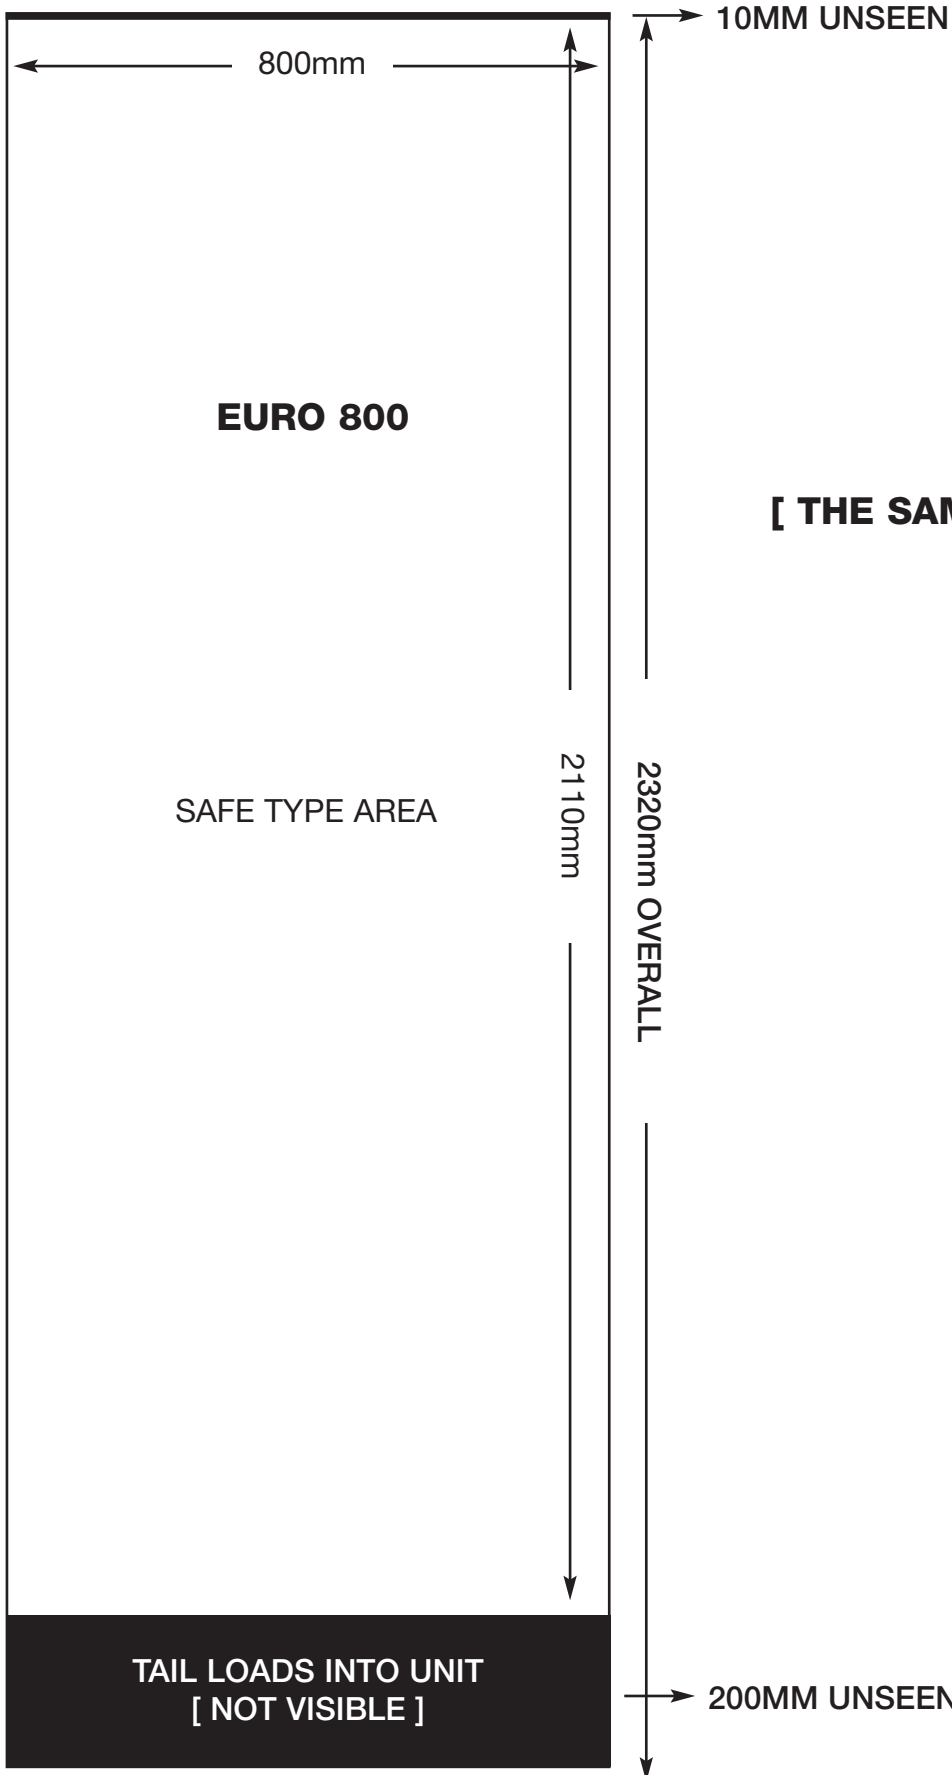 10MM UNSEEN
800mm
EURO 800
[ THE
SAFE TYPE AREA
2110mm
2320mm OVERALL
TAIL LOADS INTO UNIT
[ NOT VISIBLE ]
200MM UNSEEN